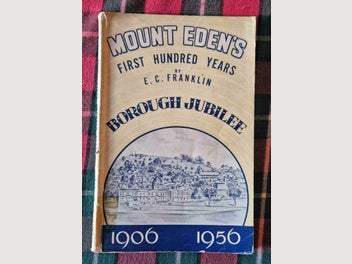 MOUNT EDEN'S
FIRST HUNDRED YEARS
BY
E. C. FRANKLIN
BOROUGH JUBILEE
1906 1956